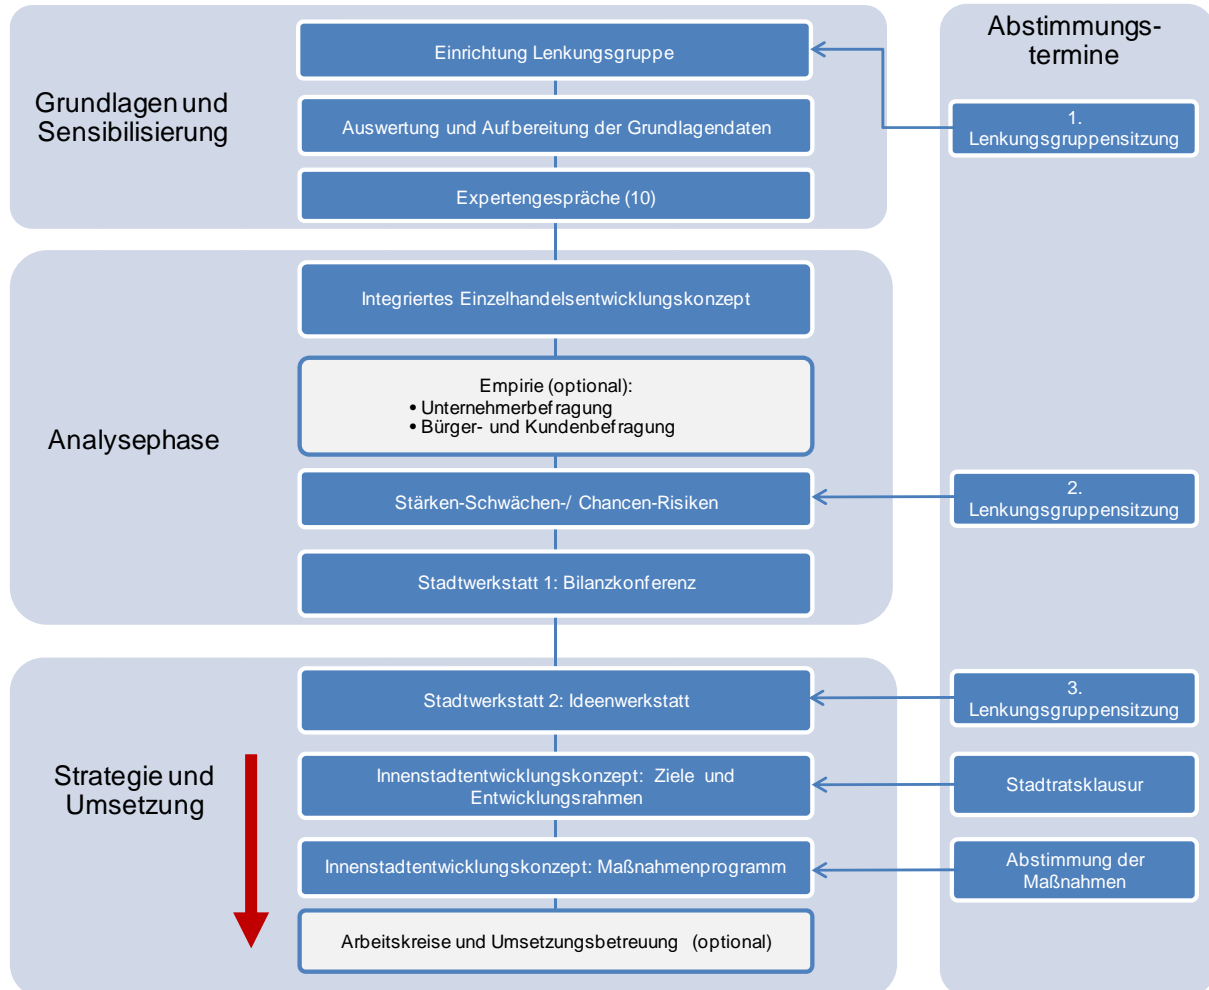 Grundlagen und
Sensibilisierung
Einrichtung Lenkungsgruppe
Auswertung und Aufbereitung der Grundlagendaten
Expertengespräche (10)
Analysephase
Integriertes Einzelhandelsentwicklungskonzept
Empirie (optional):
• Unternehmerbefragung
• Bürger- und Kundenbefragung
Stärken-Schwächen-/ Chancen-Risiken
Stadtwerkstatt 1: Bilanzkonferenz
Strategie und
Umsetzung
Stadtwerkstatt 2: Ideenwerkstatt
Innenstadtentwicklungskonzept: Ziele und
Entwicklungsrahmen
Innenstadtentwicklungskonzept: Maßnahmenprogramm
Arbeitskreise und Umsetzungsbetreuung (optional)
Abstimmungs-
termine
1.
Lenkungsgruppensitzung
2.
Lenkungsgruppensitzung
3.
Lenkungsgruppensitzung
Stadtratsklausur
Abstimmung der
Maßnahmen